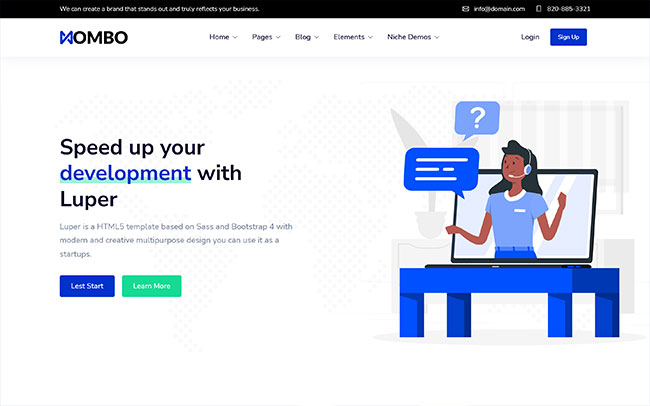 We can create a brand that stands out and truly reflects your business.
info@domain.com
820-885-3321
MOMBO
Home
Pages
Blog
Elements
Niche Demos
Login
Sign Up
?
Speed up your
development with
Luper
Luper is a HTML5 template based on Sass and Bootstrap 4 with
modern and creative multipurpose design you can use it as a
startups.
Lest Start
Learn More